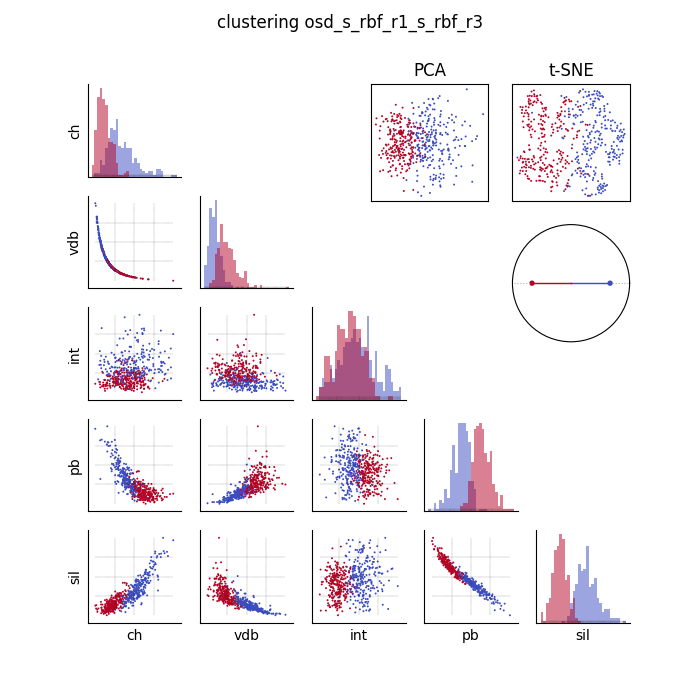 clustering osd_s_rbf_r1_s_rbf_r3
PCA
t-SNE
ch
vdb
int
pb
sil
ch
vdb
int
pb
sil